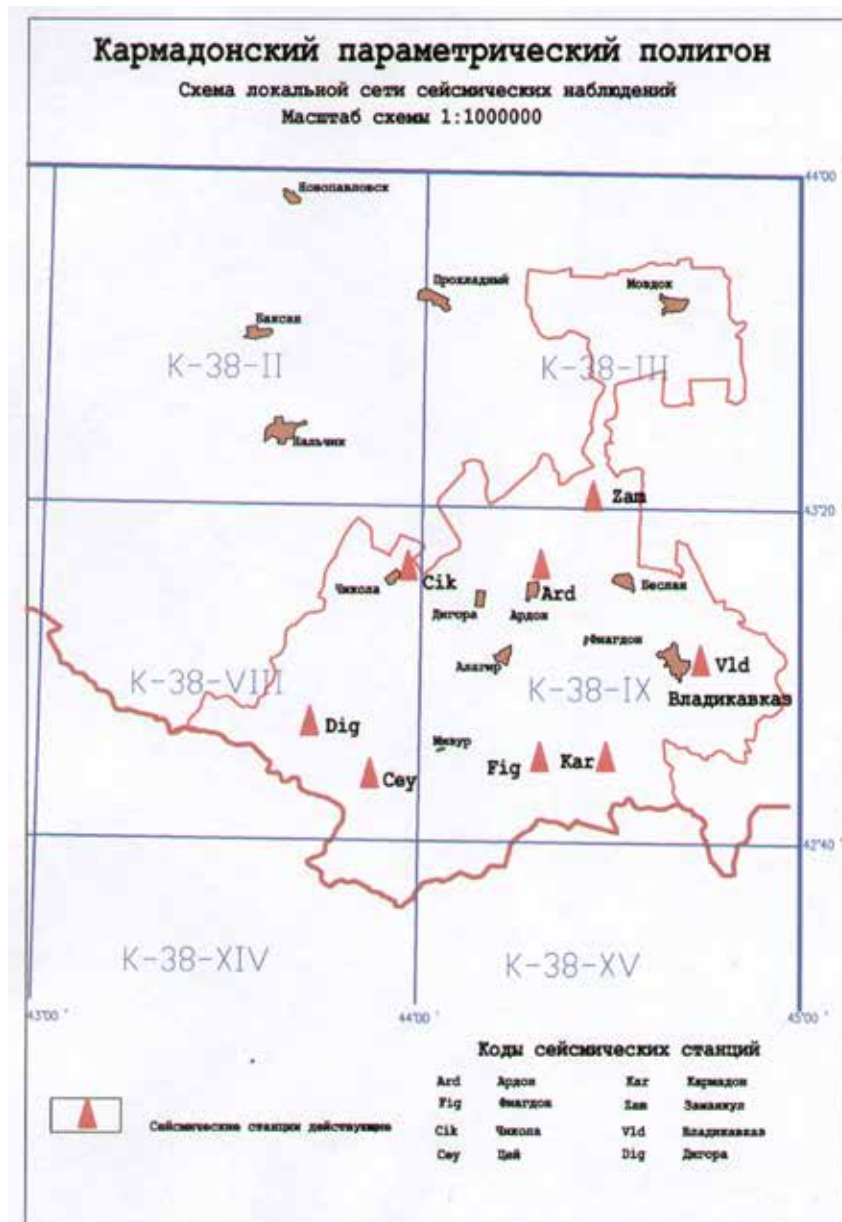 Кармадонский параметрический полигон
Схема локальной сети сейсмических наблюдений
Масштаб схемы 1:1000000
44°00'
Новопавловск
Прохладный
Моздок
Баксан
K-38-II
K-38-III
Нальчик
Zam
43°20
Cik
Чикола
Ard
Дигора
Ардон
Беслан
Фиагдон
Алагир
Vld
K-38-VIII
K-38-IX
Владикавказ
Dig
Мизур
Fig
Kar
Cey
42°40
K-38-XIV
K-38-XV
43°00 '
44°00 '
45°00 '
Коды сейсмических станций
Ard Ардон Kar Кармадон
Fig Фиагдон Zam Заманкул
Cik Чикола Vld Владикавказ
Cey Цей Dig Дигора
Сейсмические станции действующие